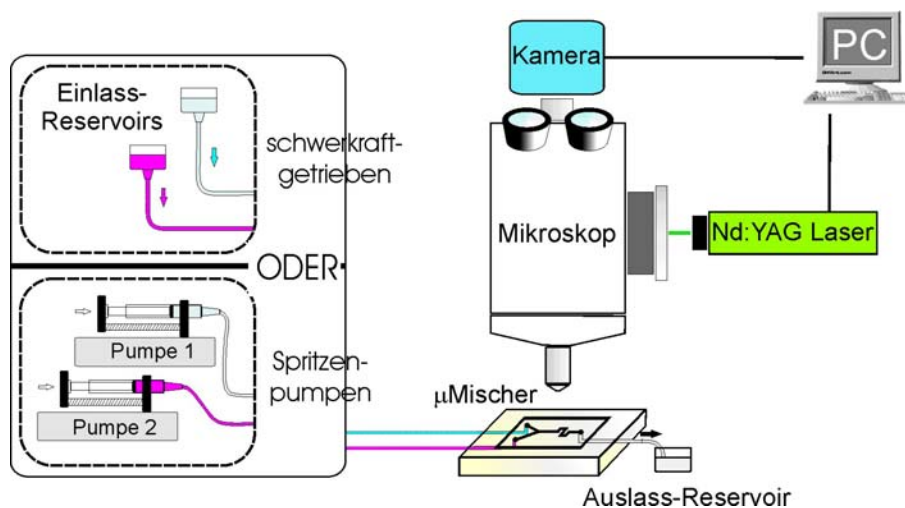 Einlass-
Reservoirs
schwerkraft-
getrieben
ODER
Pumpe 1
Pumpe 2
Spritzen-
pumpen
Kamera
PC
Mikroskop
Nd:YAG Laser
µMischer
Auslass-Reservoir